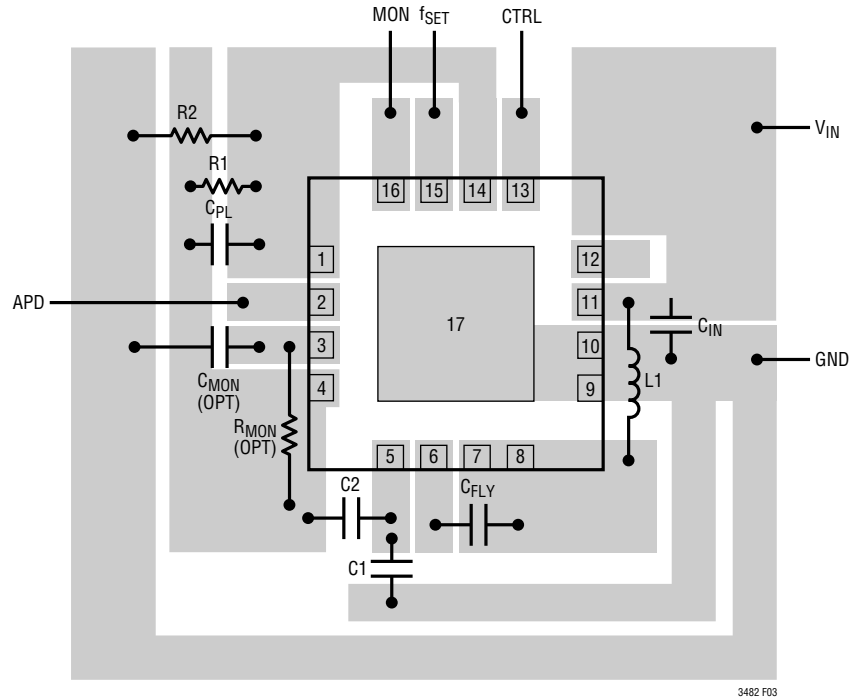 MON fSET CTRL
R2
VIN
R1
16 15 14 13
CPL
1 12
APD 2 11
17
CIN
3 10
GND
CMON
(OPT)
4 9 L1
RMON
(OPT)
5 6 7 8
C2 CFLY
C1
3482 F03